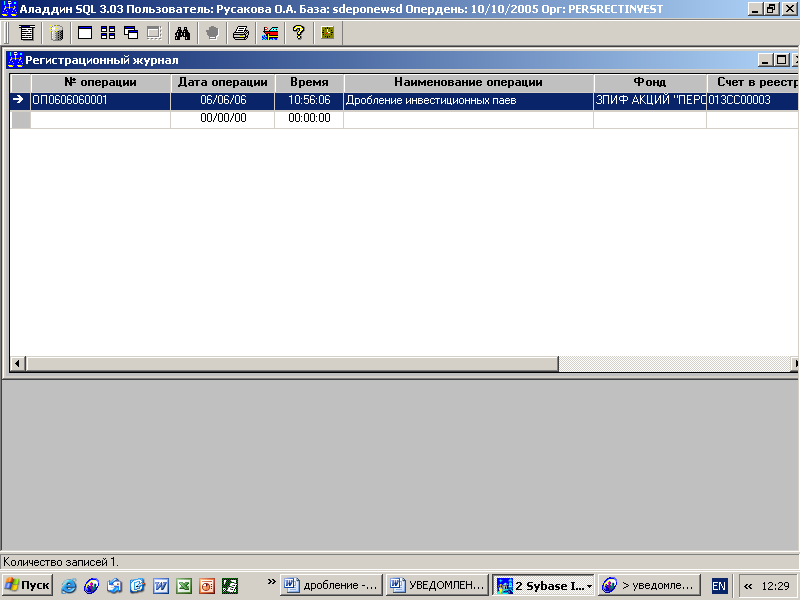 Аладдин SQL 3.03 Пользователь: Русакова О.А. База: sdeponewsd Опердень: 10/10/2005 Орг: PERSRECTINVEST
Регистрационный журнал
№ операции Дата операции Время Наименование операции Фонд Счет в реестр
ОП0606060001 06/06/06 10:56:06 Дробление инвестиционных паев ЗПИФ АКЦИЙ "ПЕРС 013СС00003
00/00/00 00:00:00
Количество записей 1.
Пуск » дробление -... УВЕДОМЛЕН... 2 Sybase I... > уведомле... EN « 12:29